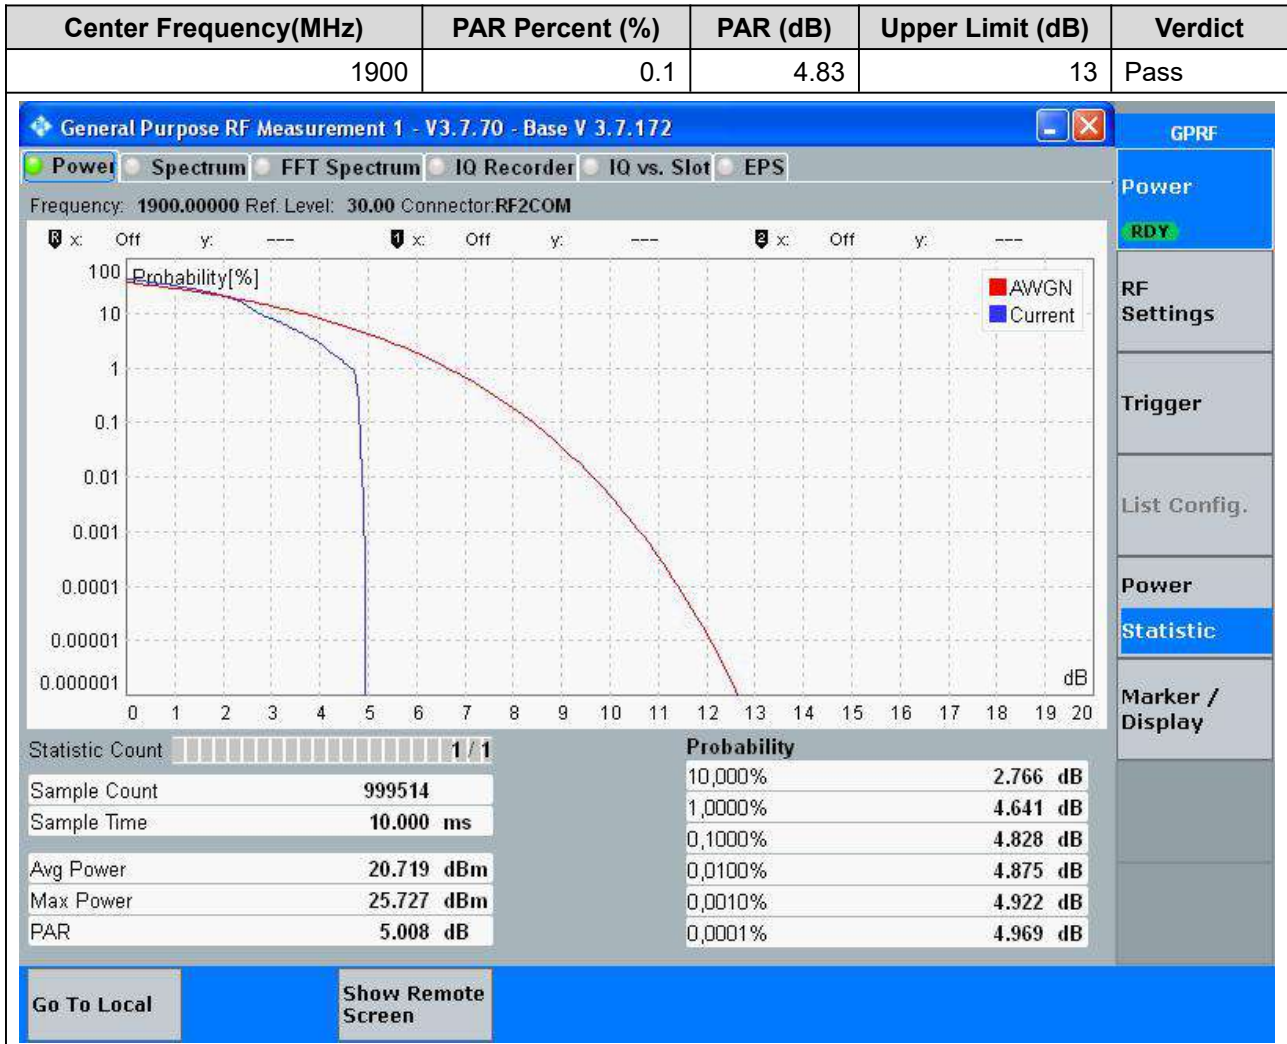 Center Frequency(MHz) PAR Percent (%) PAR (dB) Upper Limit (dB) Verdict
1900 0.1 4.83 13 Pass
General Purpose RF Measurement 1 - V3.7.70 - Base V 3.7.172
GPRF
Power Spectrum FFT Spectrum IQ Recorder IQ vs. Slot EPS
Frequency: 1900.00000 Ref. Level: 30.00 Connector:RF2COM
R x: Off y: --- 1 x: Off y: --- 2 x: Off y: ---
Probability[%]
AWGN
Current
100
10
1
0.1
0.01
0.001
0.0001
0.00001
0.000001
dB
0 1 2 3 4 5 6 7 8 9 10 11 12 13 14 15 16 17 18 19 20
Statistic Count 1 / 1
Sample Count 999514
Sample Time 10.000 ms
Avg Power 20.719 dBm
Max Power 25.727 dBm
PAR 5.008 dB
Probability
10,000% 2.766 dB
1,0000% 4.641 dB
0,1000% 4.828 dB
0,0100% 4.875 dB
0,0010% 4.922 dB
0,0001% 4.969 dB
Power
RDY
RF
Settings
Trigger
List Config.
Power
Statistic
Marker /
Display
Go To Local
Show Remote
Screen